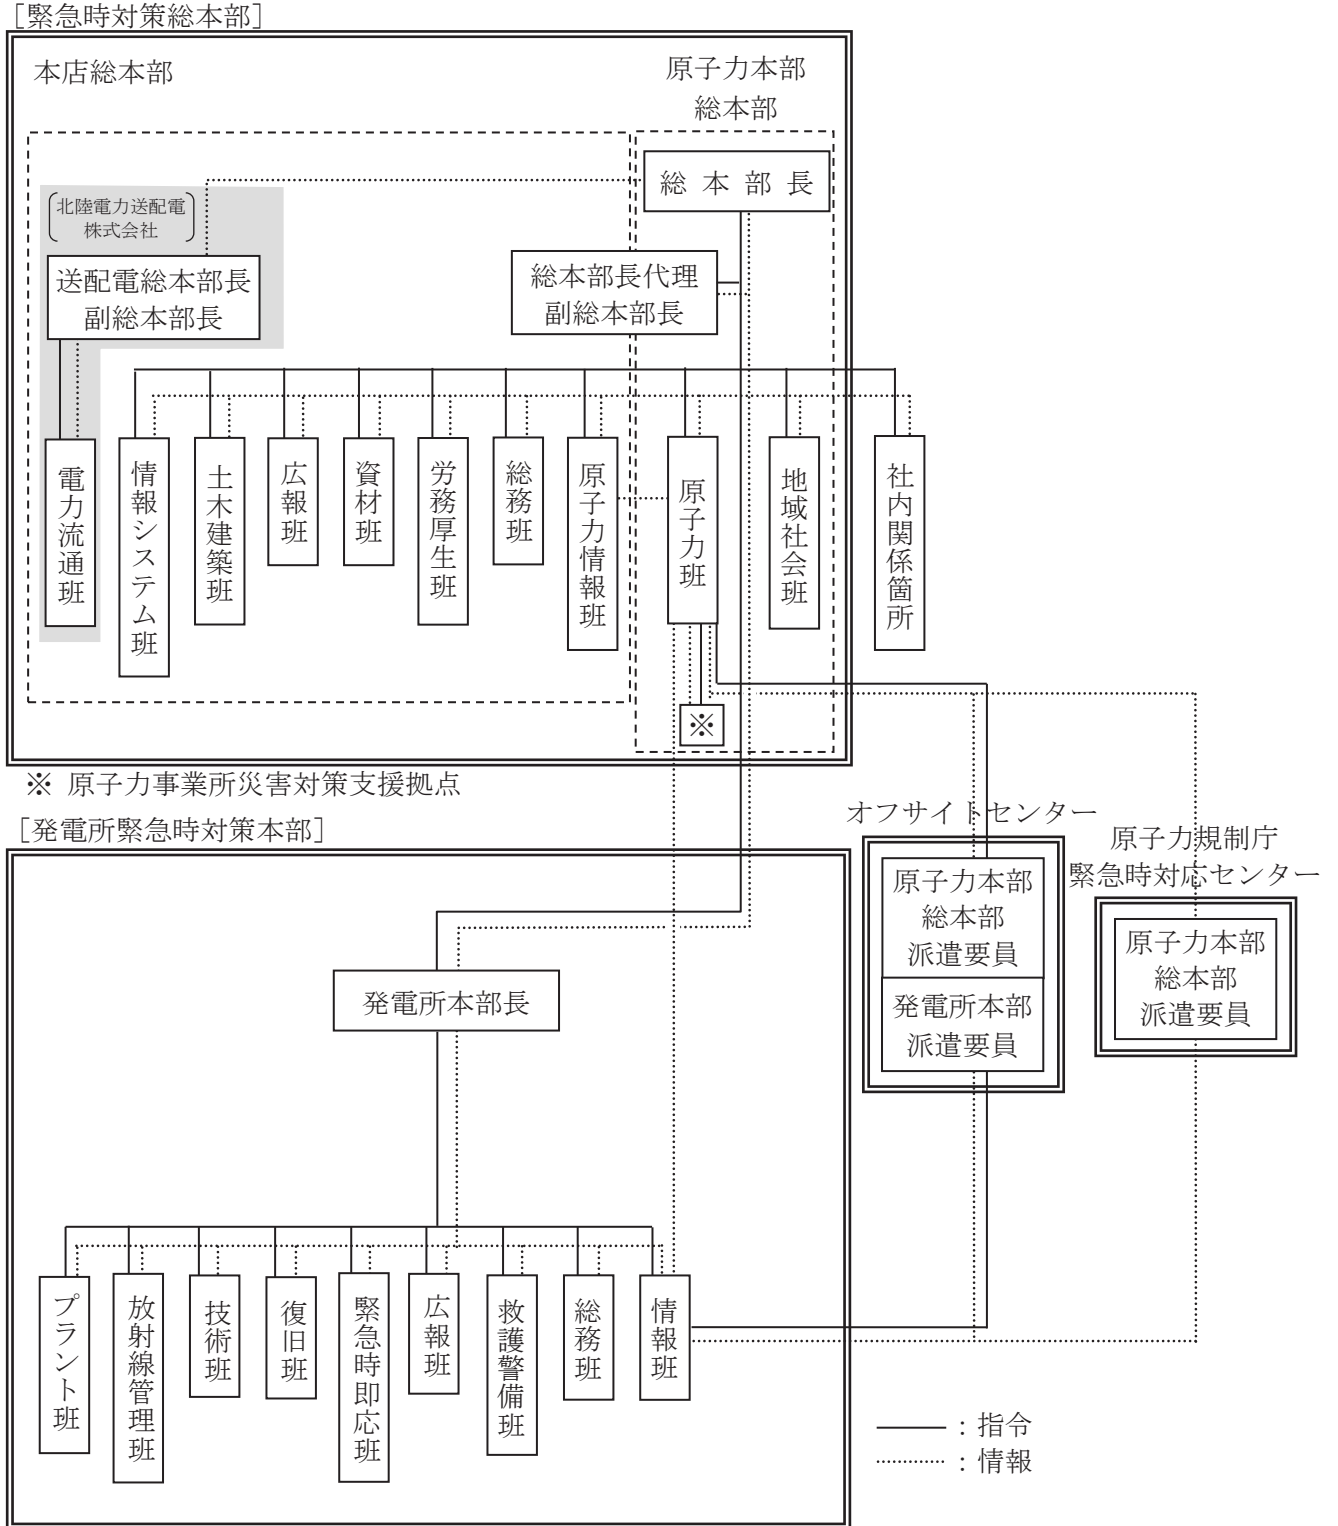 ［緊急時対策総本部］
本店総本部
原子力本部
総本部
総本部長
北陸電力送配電
株式会社
送配電総本部長
副総本部長
総本部長代理
副総本部長
電力流通班
情報システム班
土木建築班
広報班
資材班
労務厚生班
総務班
原子力情報班
原子力班
地域社会班
社内関係箇所
※
※ 原子力事業所災害対策支援拠点
［発電所緊急時対策本部］
オフサイトセンター
原子力規制庁
緊急時対応センター
原子力本部
総本部
派遣要員
発電所本部
派遣要員
原子力本部
総本部
派遣要員
発電所本部長
プラント班
放射線管理班
技術班
復旧班
緊急時即応班
広報班
救護警備班
総務班
情報班
：指令
：情報